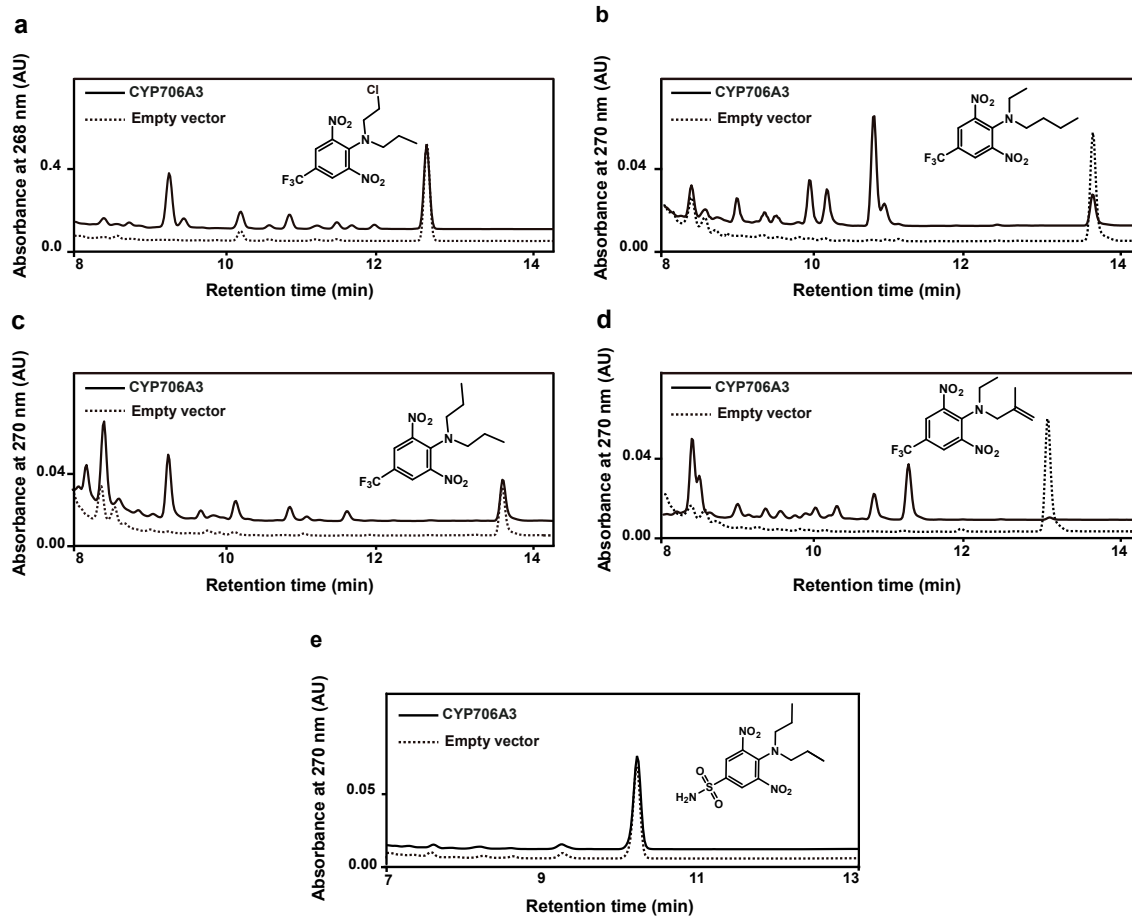 a
Absorbance at 268 nm (AU)
CYP706A3
Empty vector
Cl
NO2
N
F3C
NO2
0.4
0.0
8
10
12
14
Retention time (min)
b
Absorbance at 270 nm (AU)
CYP706A3
Empty vector
NO2
N
F3C
NO2
0.04
0.00
8
10
12
14
Retention time (min)
c
Absorbance at 270 nm (AU)
CYP706A3
Empty vector
NO2
N
F3C
NO2
0.04
0.00
8
10
12
14
Retention time (min)
d
Absorbance at 270 nm (AU)
CYP706A3
Empty vector
NO2
N
F3C
NO2
0.04
0.00
8
10
12
14
Retention time (min)
e
Absorbance at 270 nm (AU)
CYP706A3
Empty vector
NO2
N
O
S
H2N
O
NO2
0.05
0.00
7
9
11
13
Retention time (min)